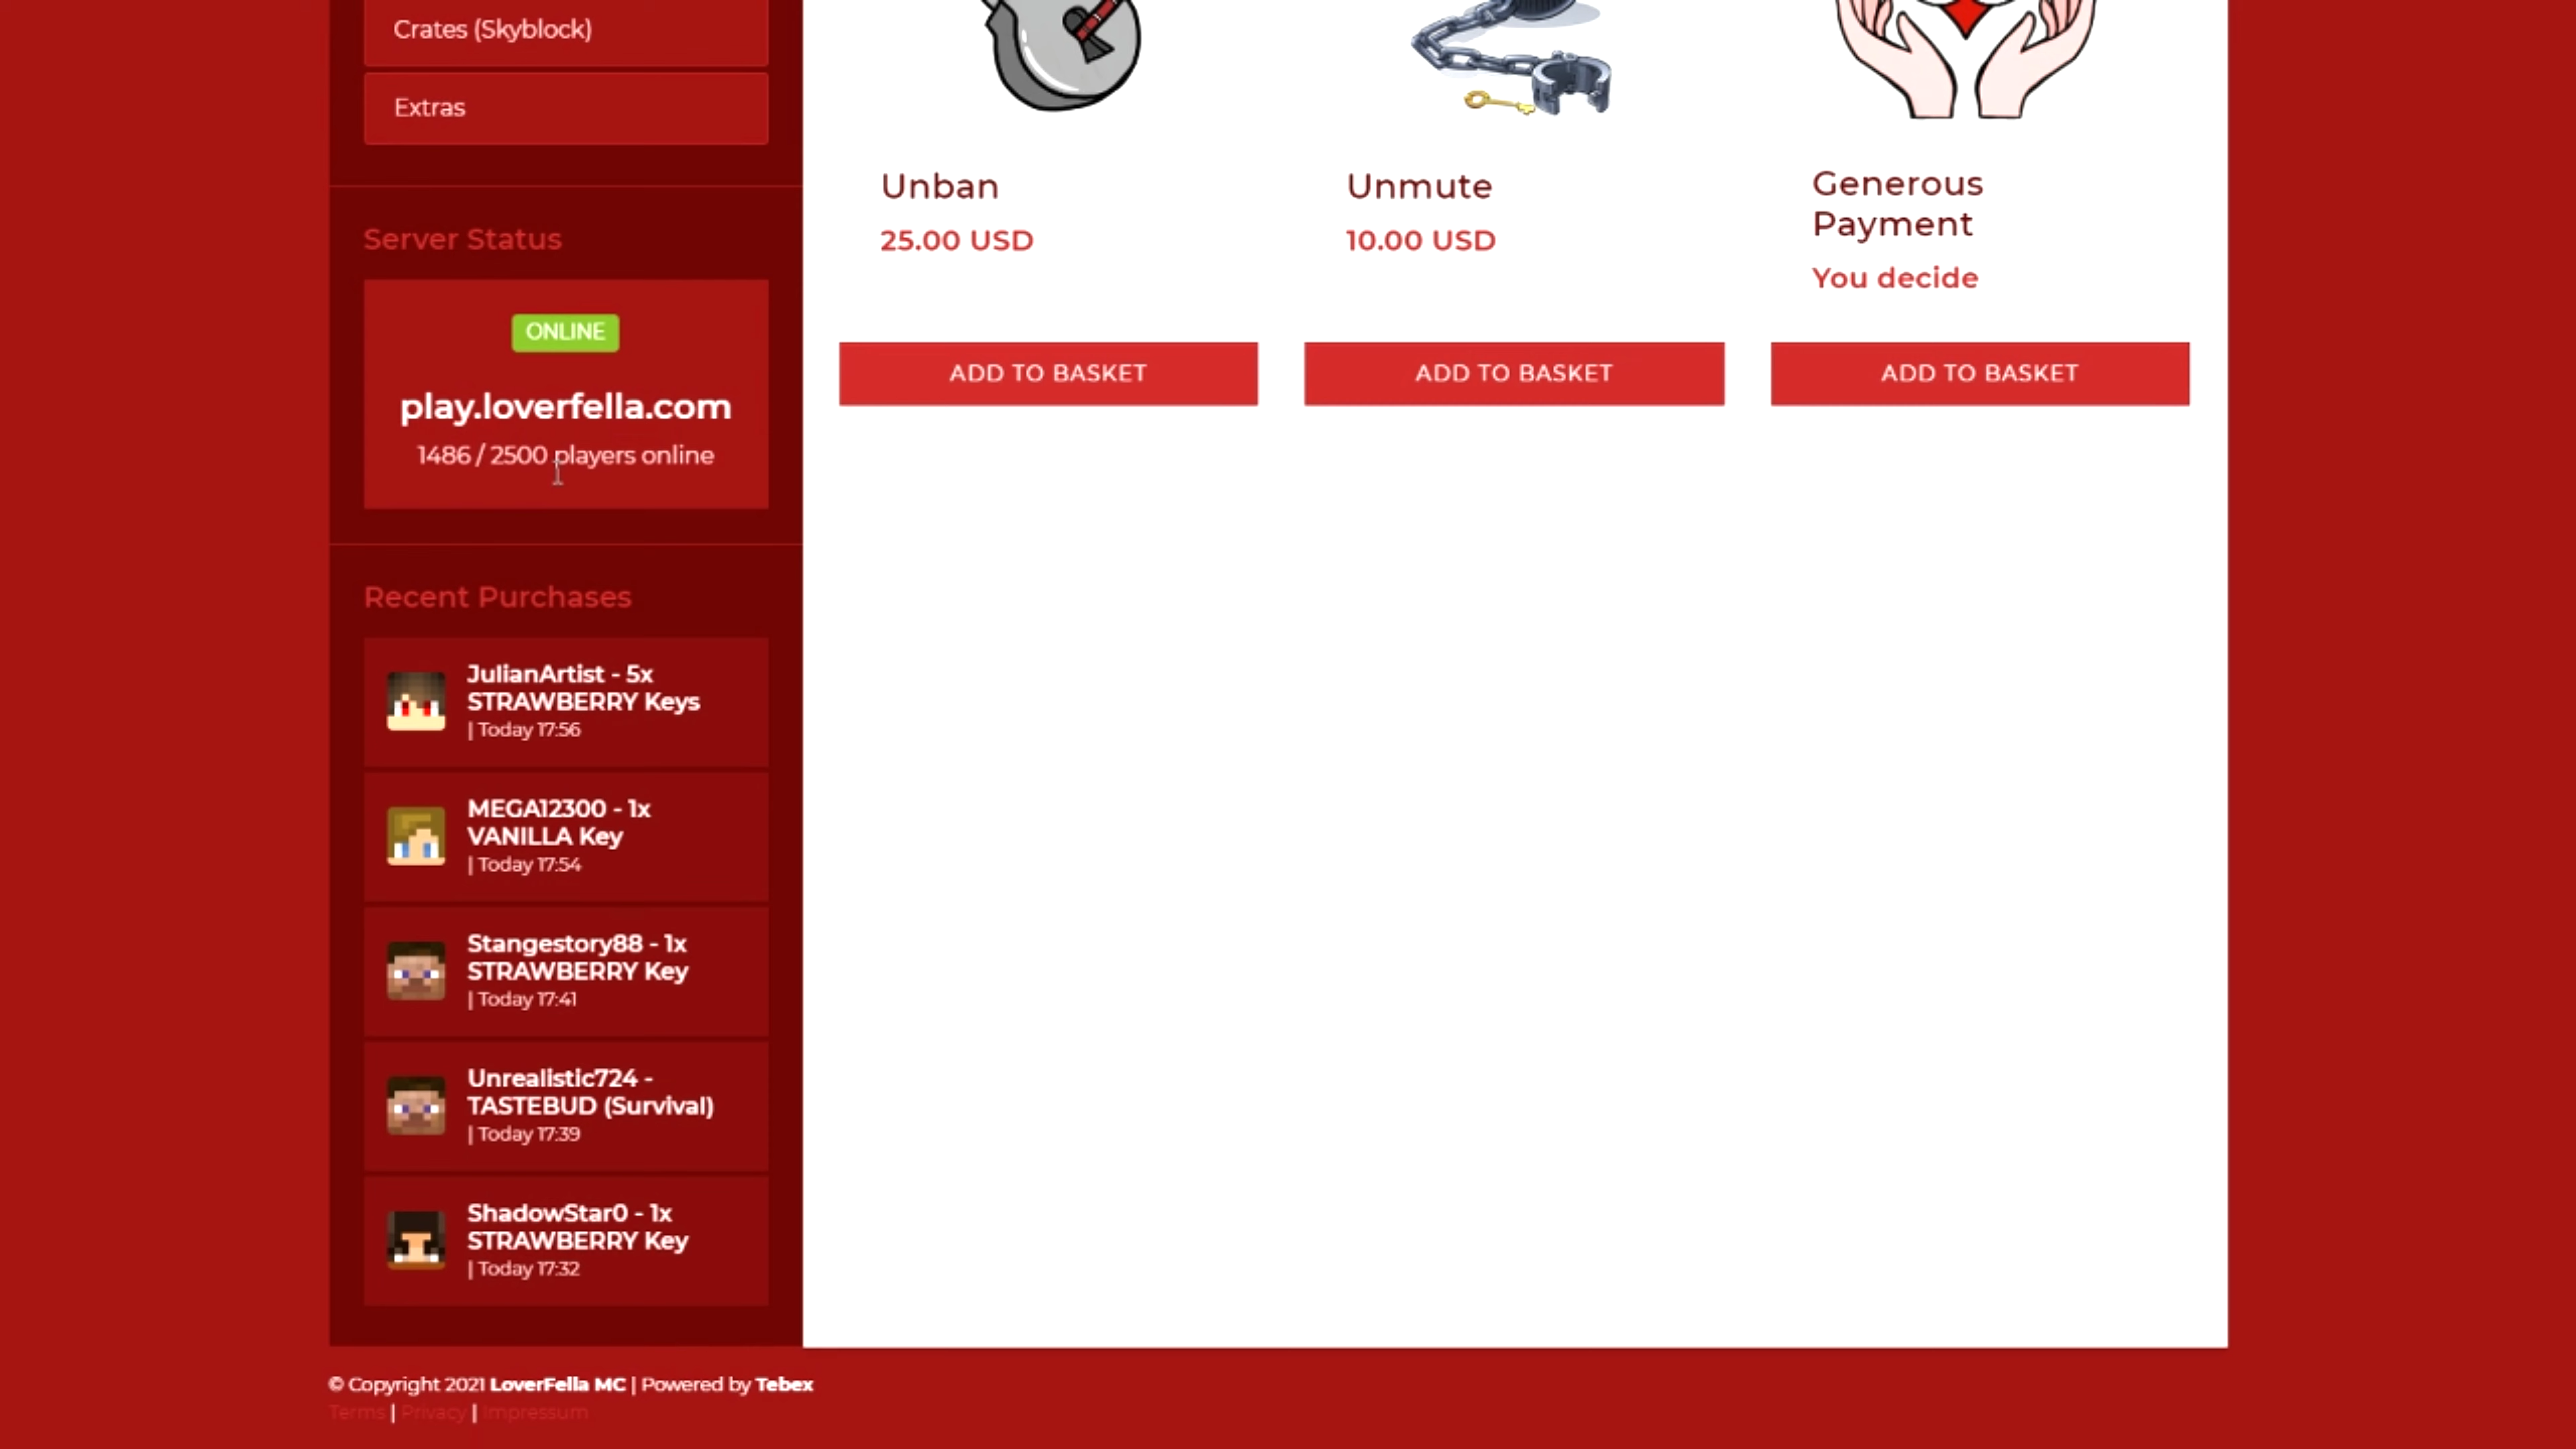 Crates (Skyblock)
Extras
Server Status
ONLINE
play.loverfella.com
1486 / 2500 players online
Recent Purchases
JulianArtist - 5x
STRAWBERRY Keys
| Today 17:56
MEGA12300 - 1x
VANILLA Key
| Today 17:54
Stangestory88 - 1x
STRAWBERRY Key
| Today 17:41
Unrealistic724 -
TASTEBUD (Survival)
| Today 17:39
ShadowStar0 - 1x
STRAWBERRY Key
| Today 17:32
Unban
25.00 USD
ADD TO BASKET
Unmute
10.00 USD
ADD TO BASKET
Generous
Payment
You decide
ADD TO BASKET
© Copyright 2021 LoverFella MC | Powered by Tebex
Terms | Privacy | Impressum